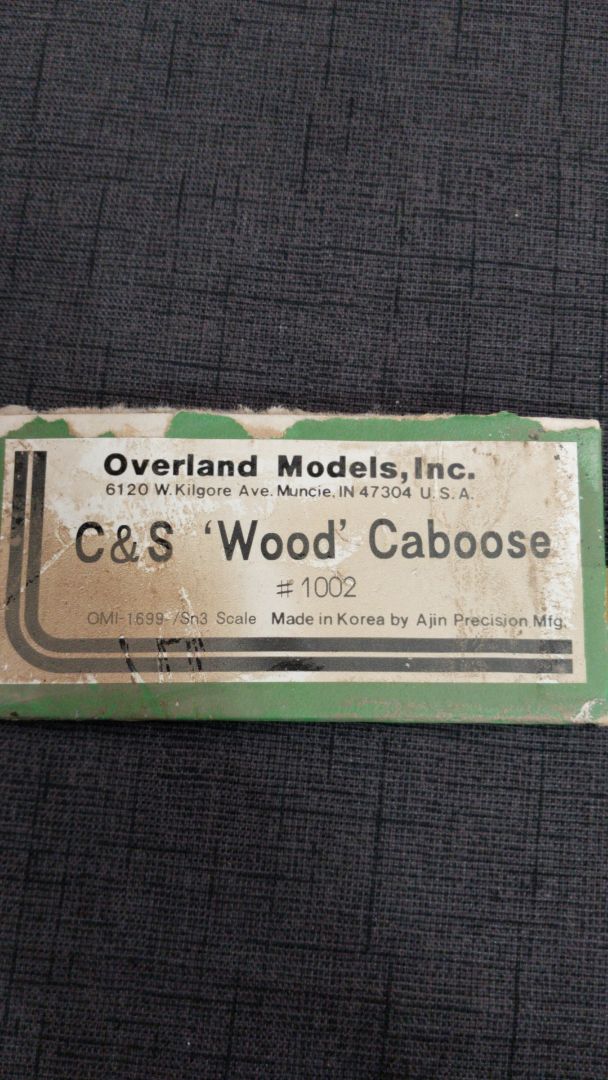 Overland Models, Inc.
6120 W. Kilgore Ave. Muncie, IN 47304 U.S.A.
C&S 'Wood' Caboose
#1002
OMI-1699-/Sn3 Scale Made in Korea by Ajin Precision Mfg.